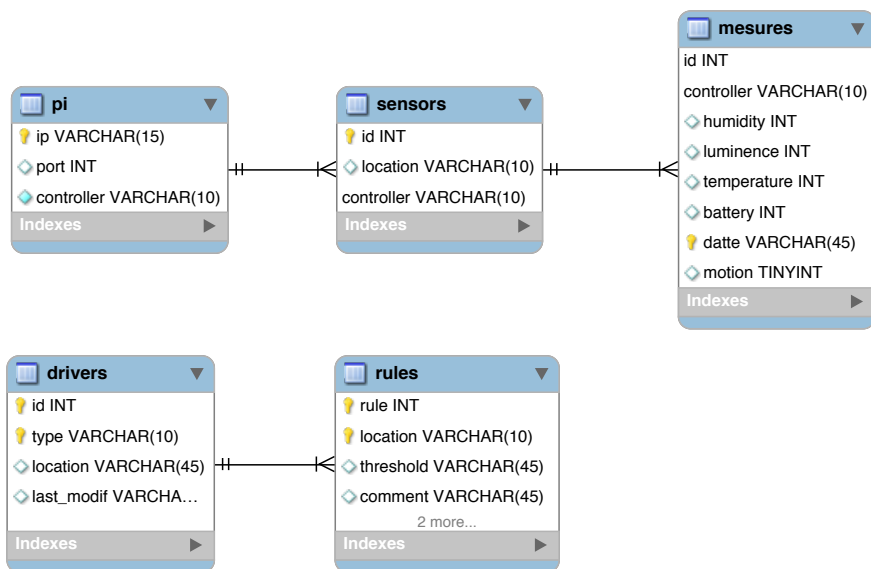 pi
ip VARCHAR(15)
port INT
controller VARCHAR(10)
Indexes
sensors
id INT
location VARCHAR(10)
controller VARCHAR(10)
Indexes
mesures
id INT
controller VARCHAR(10)
humidity INT
luminence INT
temperature INT
battery INT
datte VARCHAR(45)
motion TINYINT
Indexes
drivers
id INT
type VARCHAR(10)
location VARCHAR(45)
last_modif VARCHA...
Indexes
rules
rule INT
location VARCHAR(10)
threshold VARCHAR(45)
comment VARCHAR(45)
2 more...
Indexes